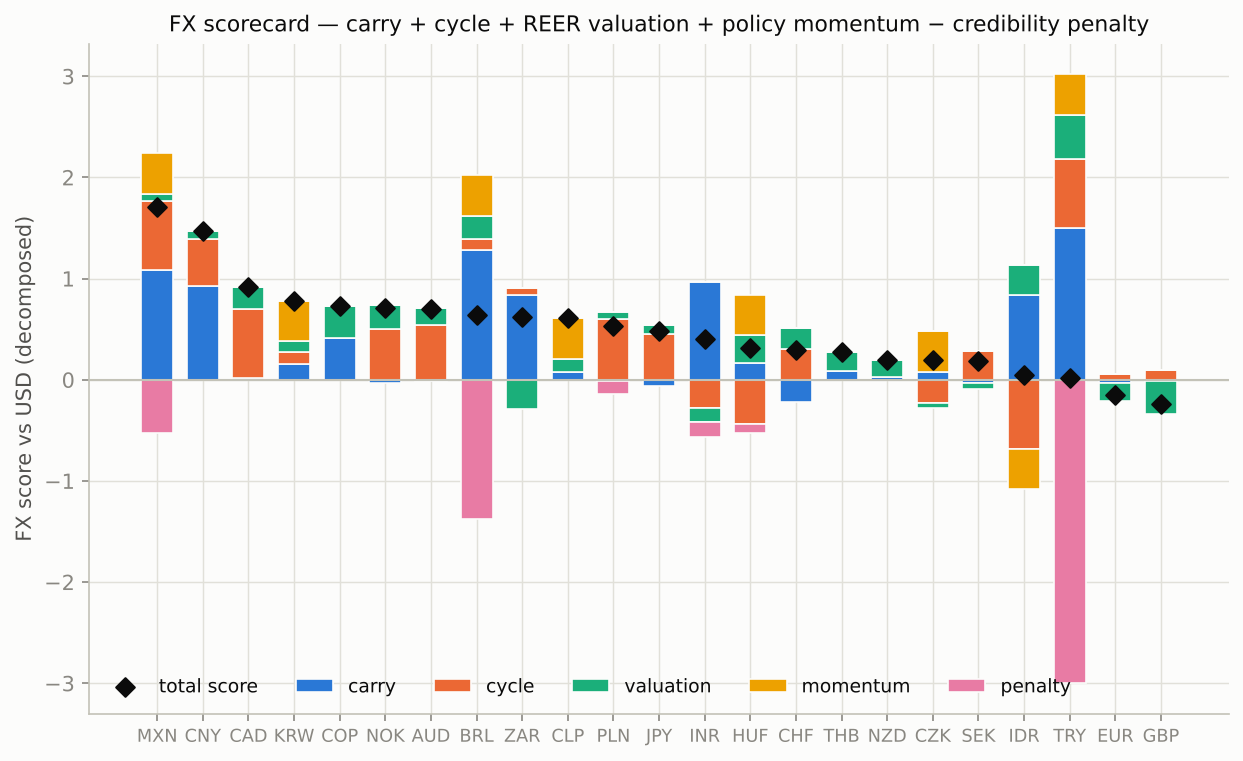 FX scorecard — carry + cycle + REER valuation + policy momentum − credibility penalty
FX score vs USD (decomposed)
3
2
1
0
−1
−2
−3
total score carry cycle valuation momentum penalty
MXN CNY CAD KRW COP NOK AUD BRL ZAR CLP PLN JPY INR HUF CHF THB NZD CZK SEK IDR TRY EUR GBP